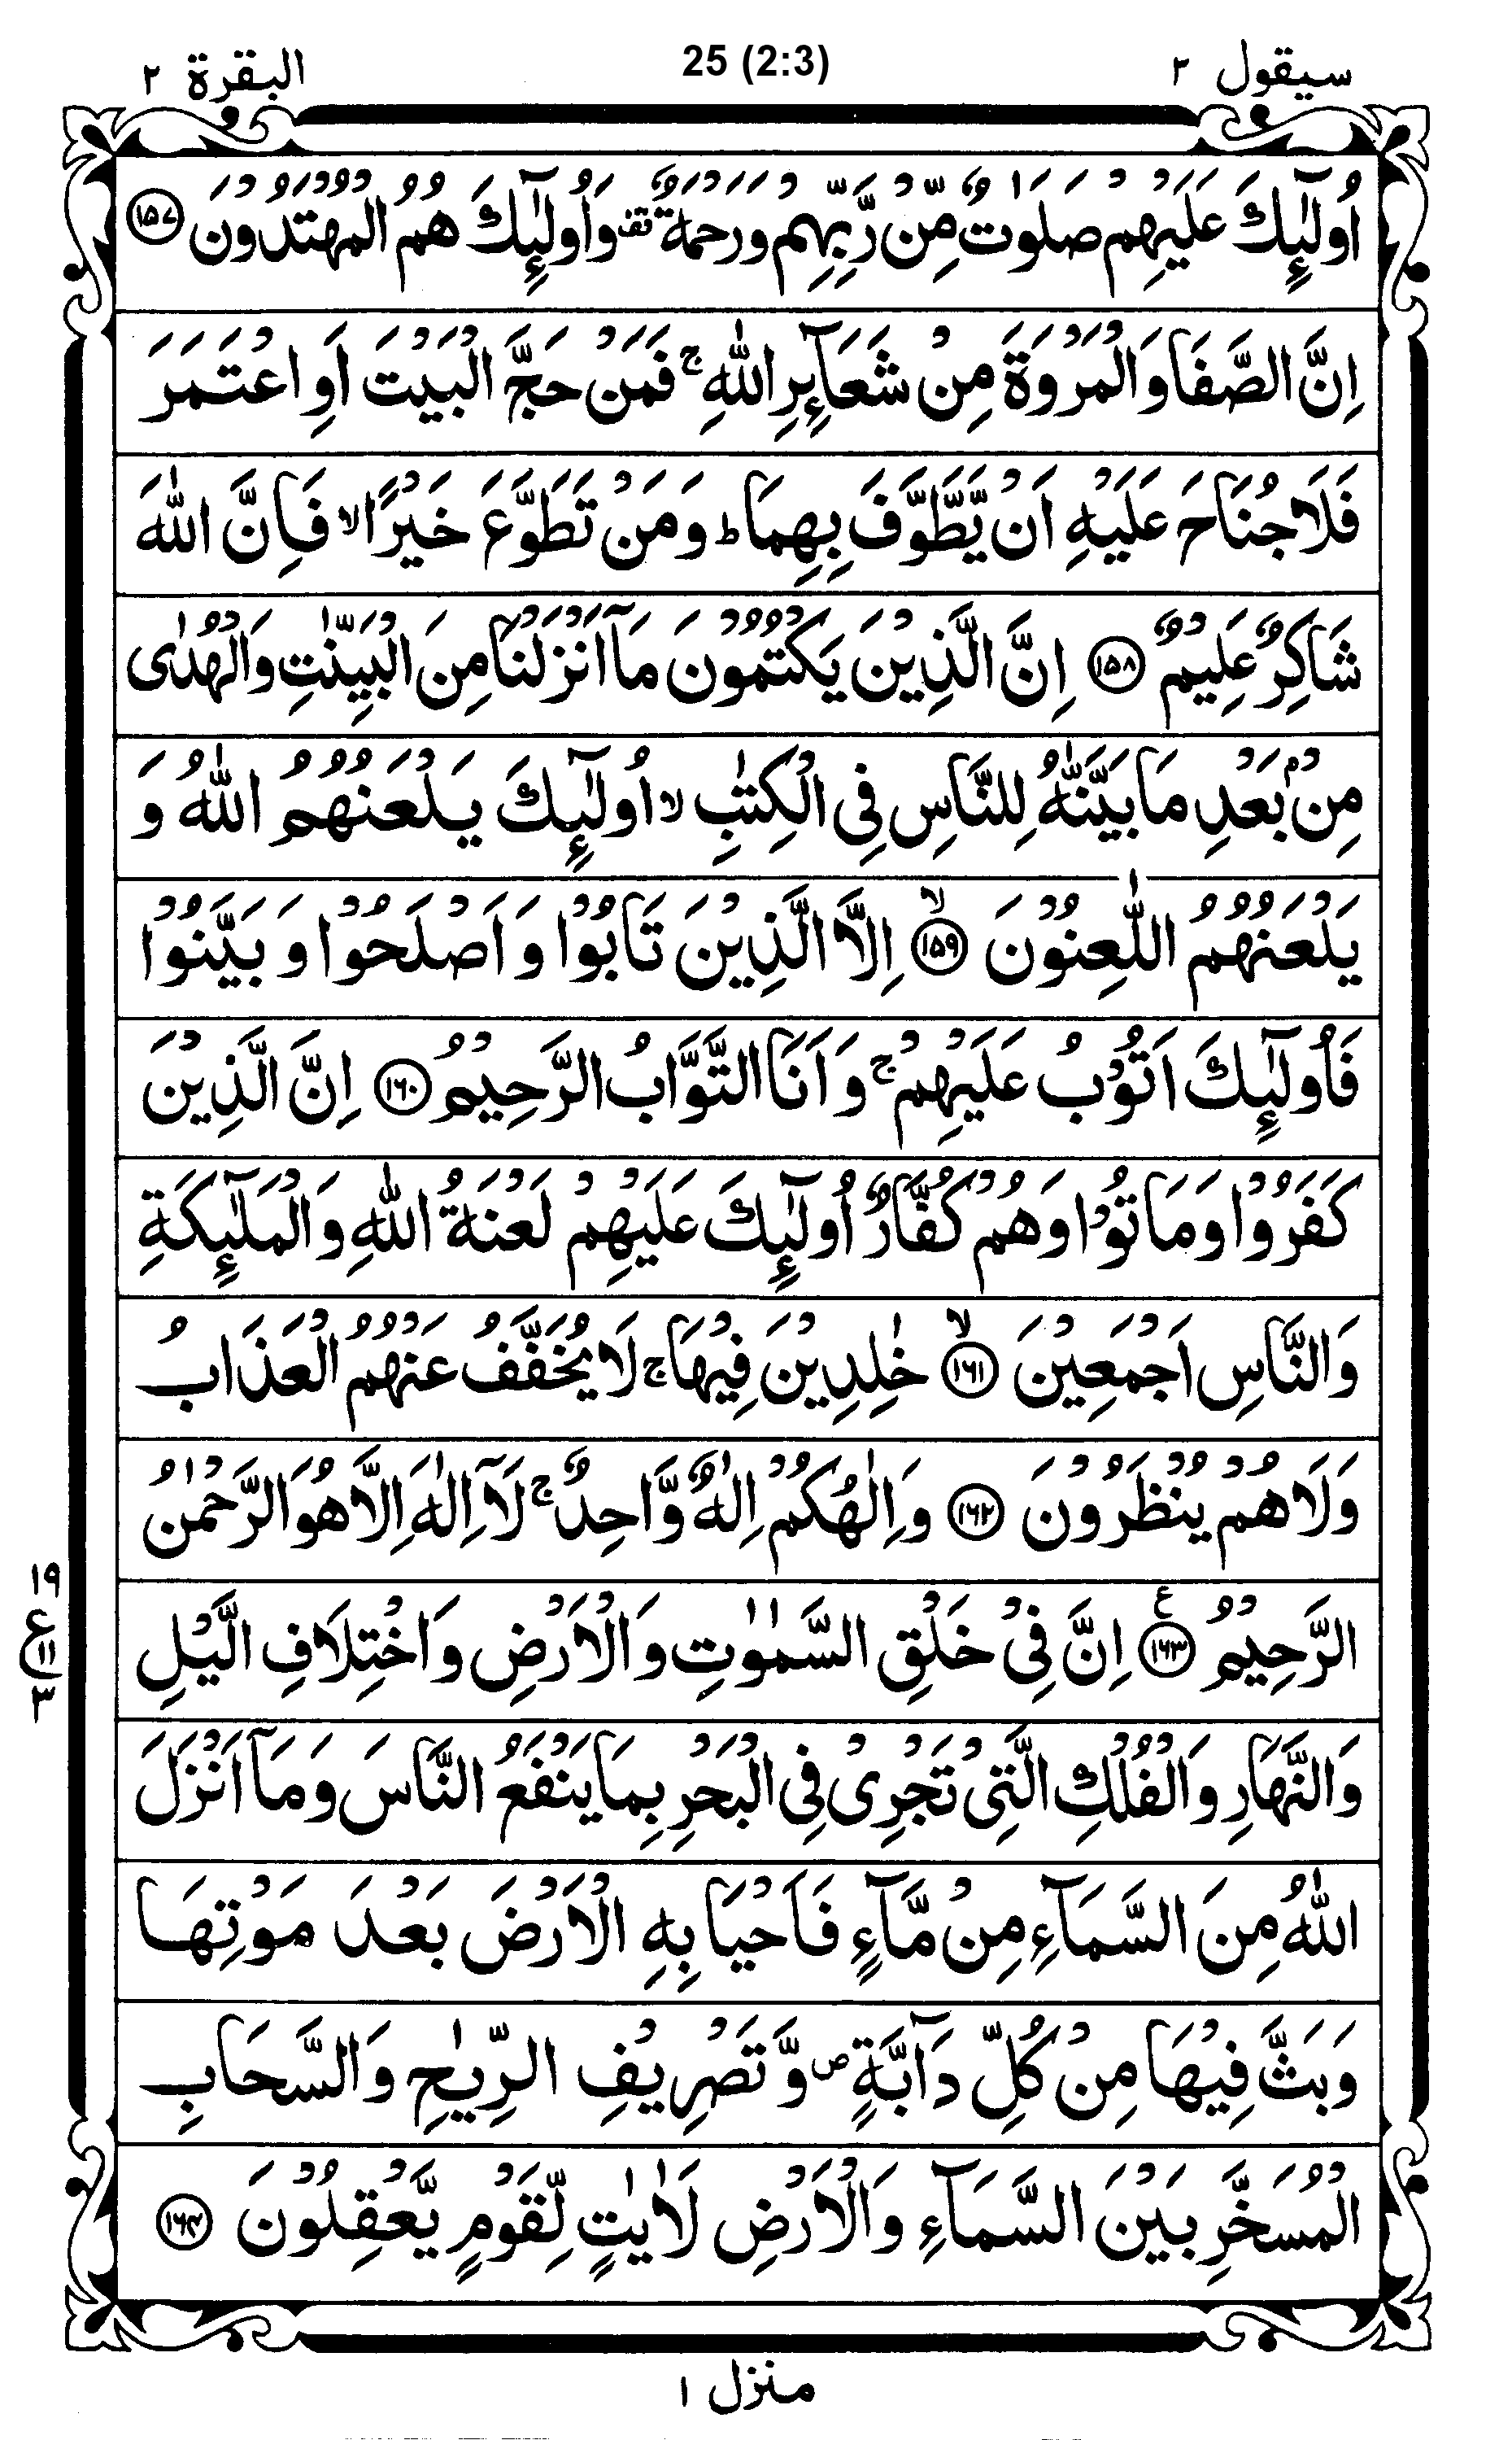 سيقول ٢ 25 (2:3) البقرة ٢
اُولٰٓئِكَ عَلَيْهِمْ صَلَوٰتٌ مِّنْ رَّبِّهِمْ وَرَحْمَةٌ ۟ قف وَاُولٰٓئِكَ هُمُ الْمُهْتَدُوْنَ ۝١٥٧
اِنَّ الصَّفَا وَالْمَرْوَةَ مِنْ شَعَآئِرِ اللّٰهِ ۚ فَمَنْ حَجَّ الْبَيْتَ اَوِ اعْتَمَرَ
فَلَا جُنَاحَ عَلَيْهِ اَنْ يَّطَّوَّفَ بِهِمَا ؕ وَمَنْ تَطَوَّعَ خَيْرًا ۙ فَاِنَّ اللّٰهَ
شَاكِرٌ عَلِيْمٌ ۝١٥٨ اِنَّ الَّذِيْنَ يَكْتُمُوْنَ مَآ اَنْزَلْنَا مِنَ الْبَيِّنٰتِ وَالْهُدٰى
مِنْۢ بَعْدِ مَا بَيَّنّٰهُ لِلنَّاسِ فِى الْكِتٰبِ ۙ اُولٰٓئِكَ يَلْعَنُهُمُ اللّٰهُ وَ
يَلْعَنُهُمُ اللّٰعِنُوْنَ ۙ ۝١٥٩ اِلَّا الَّذِيْنَ تَابُوْا وَاَصْلَحُوْا وَبَيَّنُوْا
فَاُولٰٓئِكَ اَتُوْبُ عَلَيْهِمْ ۚ وَاَنَا التَّوَّابُ الرَّحِيْمُ ۝١٦٠ اِنَّ الَّذِيْنَ
كَفَرُوْا وَمَاتُوْا وَهُمْ كُفَّارٌ اُولٰٓئِكَ عَلَيْهِمْ لَعْنَةُ اللّٰهِ وَالْمَلٰٓئِكَةِ
وَالنَّاسِ اَجْمَعِيْنَ ۙ ۝١٦١ خٰلِدِيْنَ فِيْهَا ۚ لَا يُخَفَّفُ عَنْهُمُ الْعَذَابُ
وَلَا هُمْ يُنْظَرُوْنَ ۝١٦٢ وَاِلٰهُكُمْ اِلٰهٌ وَّاحِدٌ ۚ لَآ اِلٰهَ اِلَّا هُوَ الرَّحْمٰنُ
الرَّحِيْمُ ۝١٦٣ ع اِنَّ فِيْ خَلْقِ السَّمٰوٰتِ وَالْاَرْضِ وَاخْتِلَافِ الَّيْلِ
وَالنَّهَارِ وَالْفُلْكِ الَّتِيْ تَجْرِيْ فِى الْبَحْرِ بِمَا يَنْفَعُ النَّاسَ وَمَآ اَنْزَلَ
اللّٰهُ مِنَ السَّمَآءِ مِنْ مَّآءٍ فَاَحْيَا بِهِ الْاَرْضَ بَعْدَ مَوْتِهَا
وَبَثَّ فِيْهَا مِنْ كُلِّ دَآبَّةٍ ۪ وَّتَصْرِيْفِ الرِّيٰحِ وَالسَّحَابِ
الْمُسَخَّرِ بَيْنَ السَّمَآءِ وَالْاَرْضِ لَاٰيٰتٍ لِّقَوْمٍ يَّعْقِلُوْنَ ۝١٦٤
١٩
ع ١١
٣
منزل ١